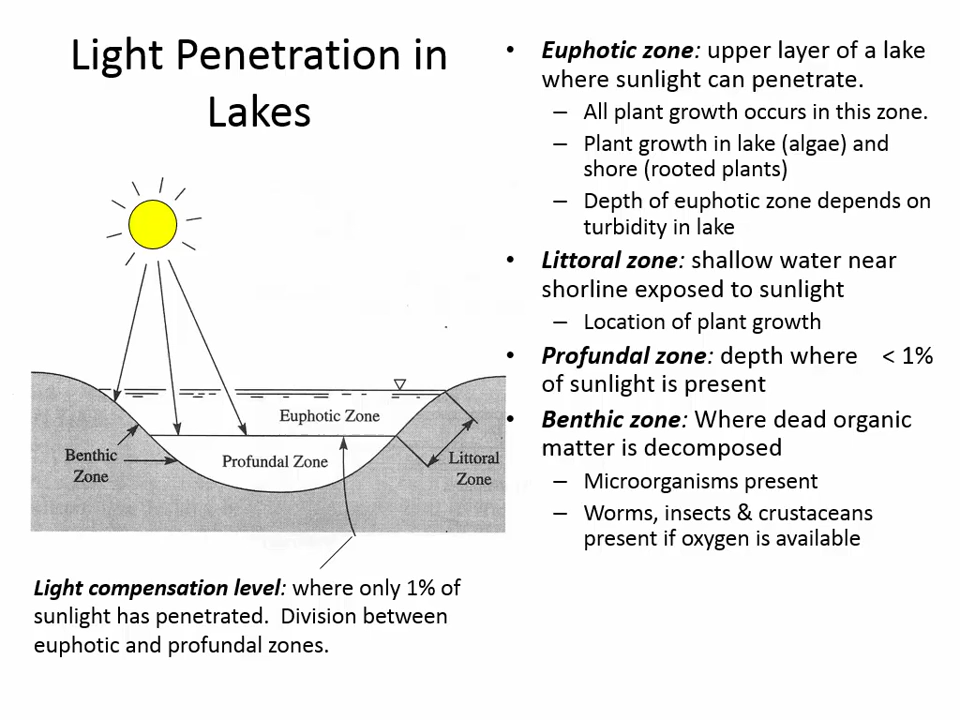 Light Penetration in
Lakes
Euphotic Zone
Profundal Zone
Benthic
Zone
Littoral
Zone
Light compensation level: where only 1% of
sunlight has penetrated. Division between
euphotic and profundal zones.
• Euphotic zone: upper layer of a lake
where sunlight can penetrate.
– All plant growth occurs in this zone.
– Plant growth in lake (algae) and
shore (rooted plants)
– Depth of euphotic zone depends on
turbidity in lake
• Littoral zone: shallow water near
shorline exposed to sunlight
– Location of plant growth
• Profundal zone: depth where < 1%
of sunlight is present
• Benthic zone: Where dead organic
matter is decomposed
– Microorganisms present
– Worms, insects & crustaceans
present if oxygen is available